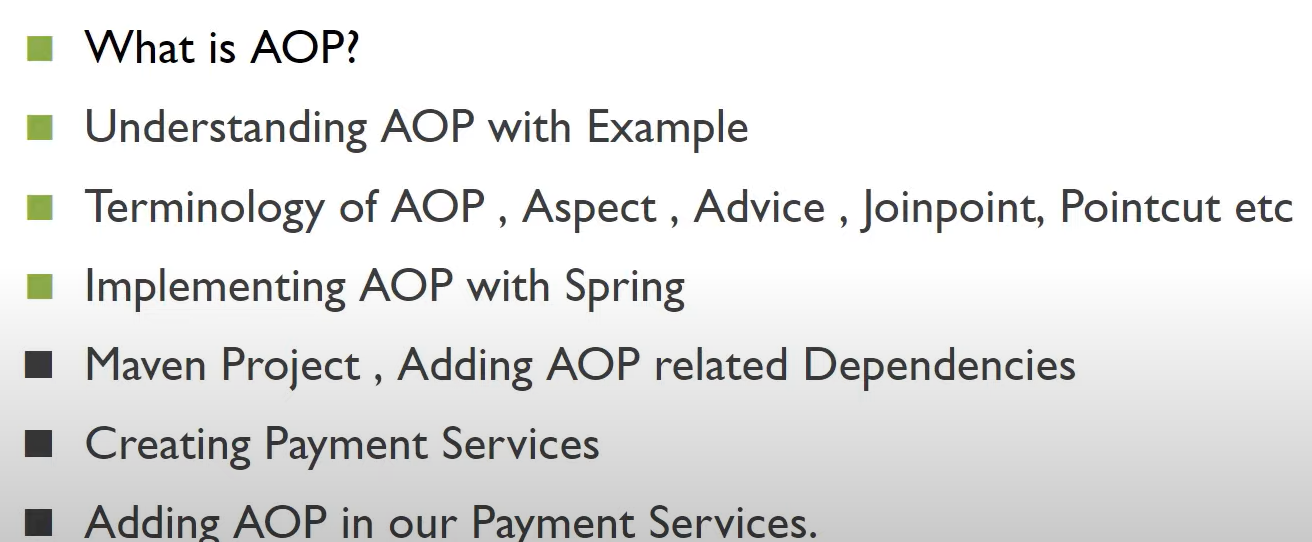 What is AOP?
Understanding AOP with Example
Terminology of AOP , Aspect , Advice , Joinpoint, Pointcut etc
Implementing AOP with Spring
Maven Project , Adding AOP related Dependencies
Creating Payment Services
Adding AOP in our Payment Services.